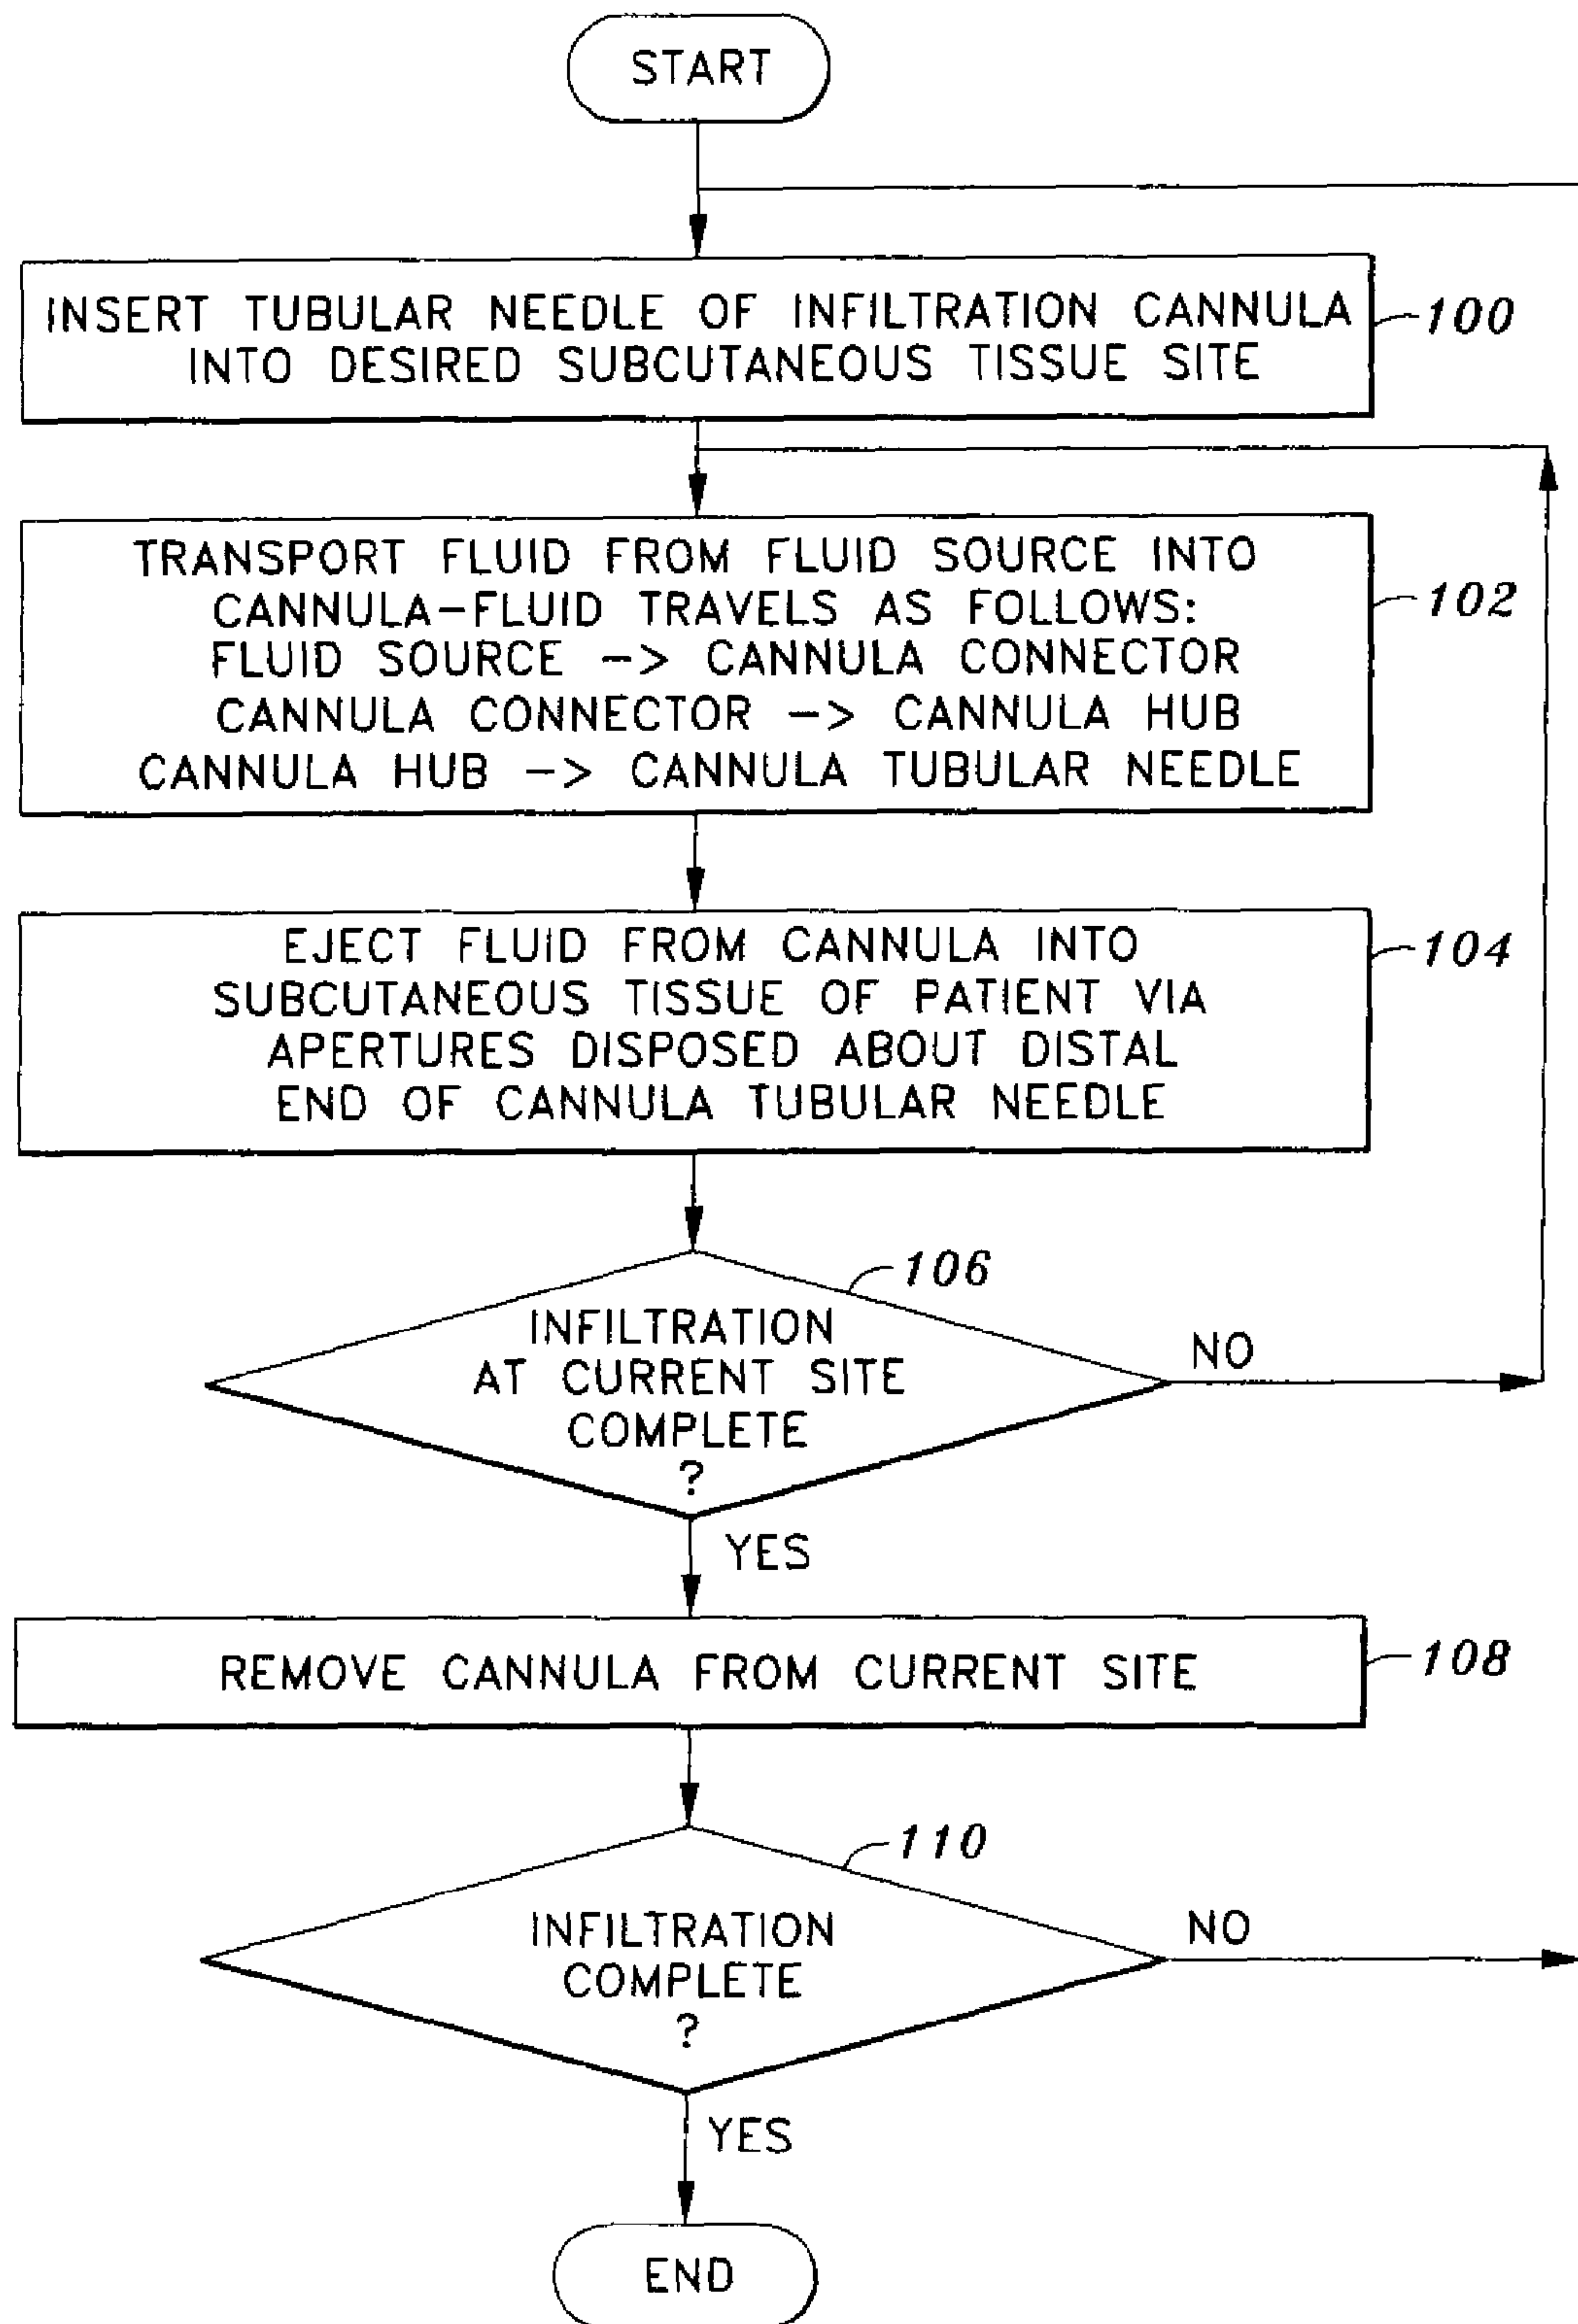 START
INSERT TUBULAR NEEDLE OF INFILTRATION CANNULA
INTO DESIRED SUBCUTANEOUS TISSUE SITE
100
TRANSPORT FLUID FROM FLUID SOURCE INTO
CANNULA-FLUID TRAVELS AS FOLLOWS:
FLUID SOURCE -> CANNULA CONNECTOR
CANNULA CONNECTOR -> CANNULA HUB
CANNULA HUB -> CANNULA TUBULAR NEEDLE
102
EJECT FLUID FROM CANNULA INTO
SUBCUTANEOUS TISSUE OF PATIENT VIA
APERTURES DISPOSED ABOUT DISTAL
END OF CANNULA TUBULAR NEEDLE
104
106
INFILTRATION
AT CURRENT SITE
COMPLETE
?
NO
YES
REMOVE CANNULA FROM CURRENT SITE
108
110
INFILTRATION
COMPLETE
?
NO
YES
END